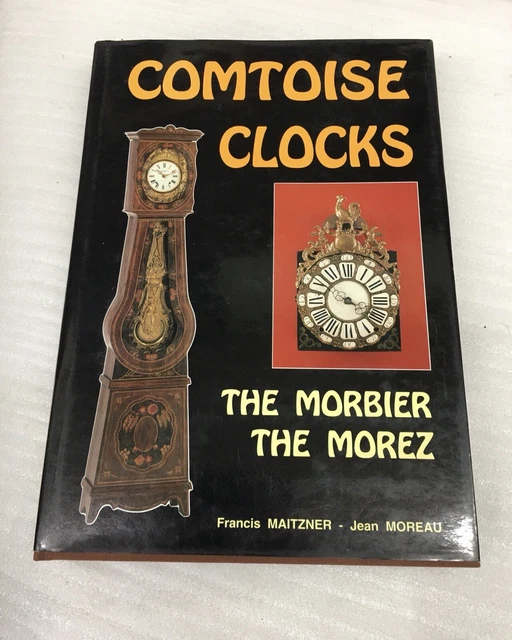 COMTOISE
CLOCKS
THE MORBIER
THE MOREZ
Francis MAITZNER - Jean MOREAU